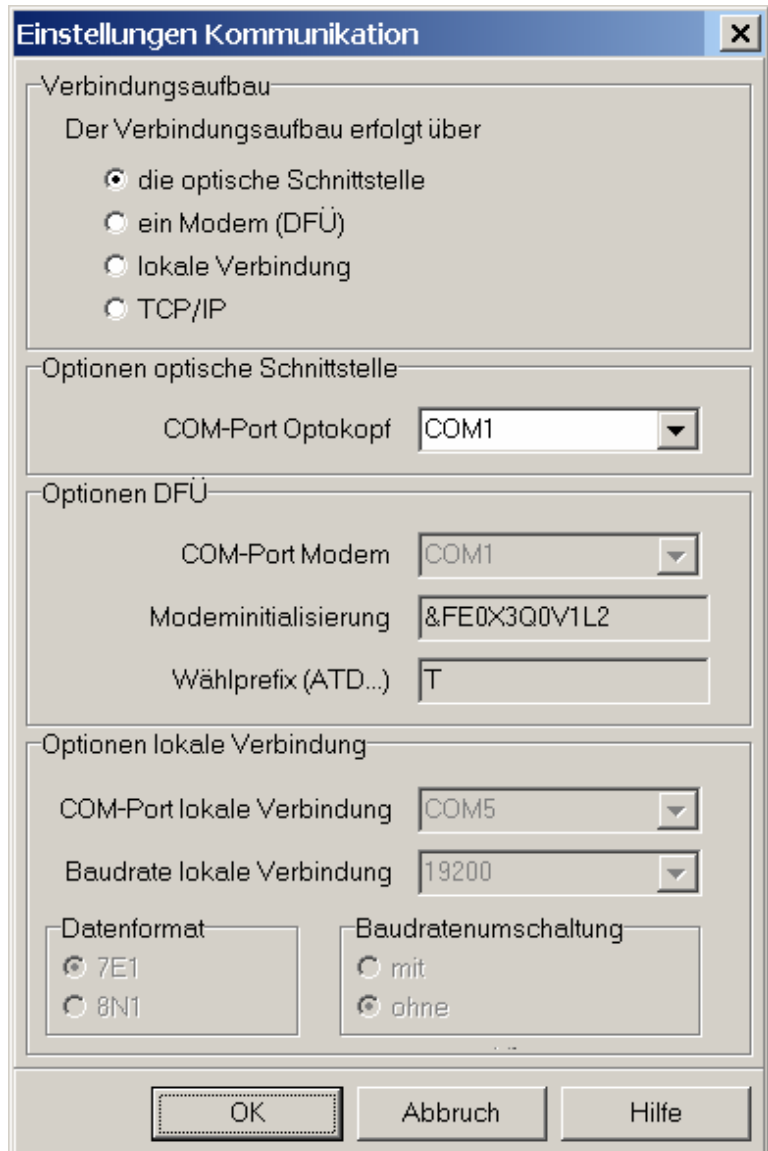 Einstellungen Kommunikation
Verbindungsaufbau
Der Verbindungsaufbau erfolgt über
die optische Schnittstelle
ein Modem (DFÜ)
lokale Verbindung
TCP/IP
Optionen optische Schnittstelle
COM-Port Optokopf COM1
Optionen DFÜ
COM-Port Modem COM1
Modeminitialisierung &FE0X3Q0V1L2
Wählprefix (ATD...) T
Optionen lokale Verbindung
COM-Port lokale Verbindung COM5
Baudrate lokale Verbindung 19200
Datenformat Baudratenumschaltung
7E1 mit
8N1 ohne
OK Abbruch Hilfe